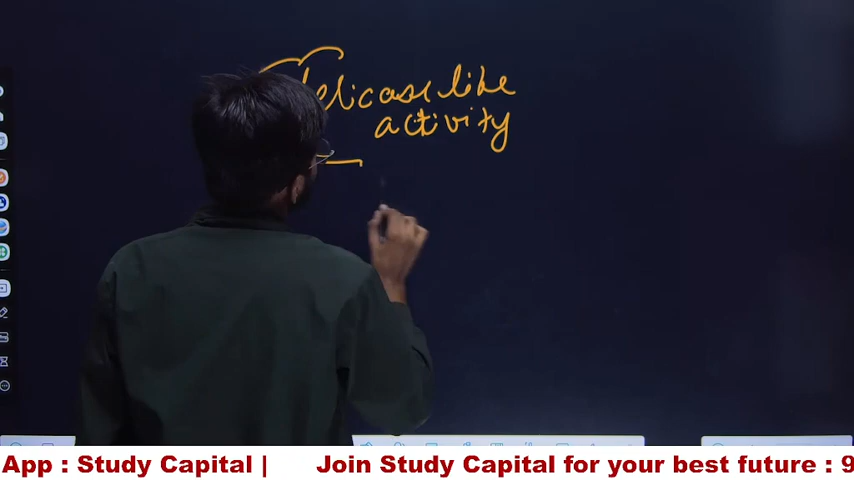 Helicase like
activity
App : Study Capital | Join Study Capital for your best future : 9